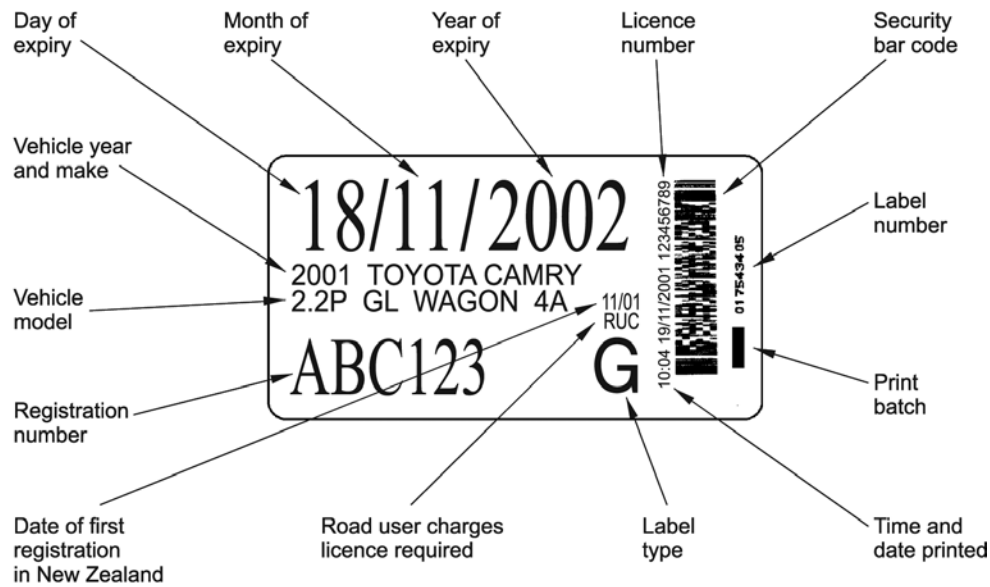 Day of
expiry
Month of
expiry
Year of
expiry
Licence
number
Security
bar code
Vehicle year
and make
18/11/2002
2001 TOYOTA CAMRY
Vehicle
model
2.2P GL WAGON 4A
11/01
RUC
ABC123
G
10:04 19/11/2001 123456789
017543405
Label
number
Print
batch
Registration
number
Date of first
registration
in New Zealand
Road user charges
licence required
Label
type
Time and
date printed